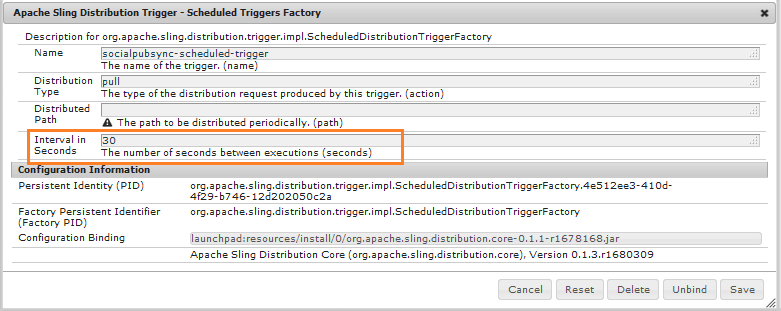 Apache Sling Distribution Trigger - Scheduled Triggers Factory
Description for org.apache.sling.distribution.trigger.impl.ScheduledDistributionTriggerFactory
Name
socialpubsync-scheduled-trigger
The name of the trigger. (name)
Distribution Type
pull
The type of the distribution request produced by this trigger. (action)
Distributed Path
The path to be distributed periodically. (path)
Interval in Seconds
30
The number of seconds between executions (seconds)
Configuration Information
Persistent Identity (PID)
org.apache.sling.distribution.trigger.impl.ScheduledDistributionTriggerFactory.4e512ee3-410d-
4f29-b746-12d202050c2a
Factory Persistent Identifier
(Factory PID)
org.apache.sling.distribution.trigger.impl.ScheduledDistributionTriggerFactory
Configuration Binding
launchpad:resources/install/0/org.apache.sling.distribution.core-0.1.1-r1678168.jar
Apache Sling Distribution Core (org.apache.sling.distribution.core), Version 0.1.3.r1680309
Cancel
Reset
Delete
Unbind
Save